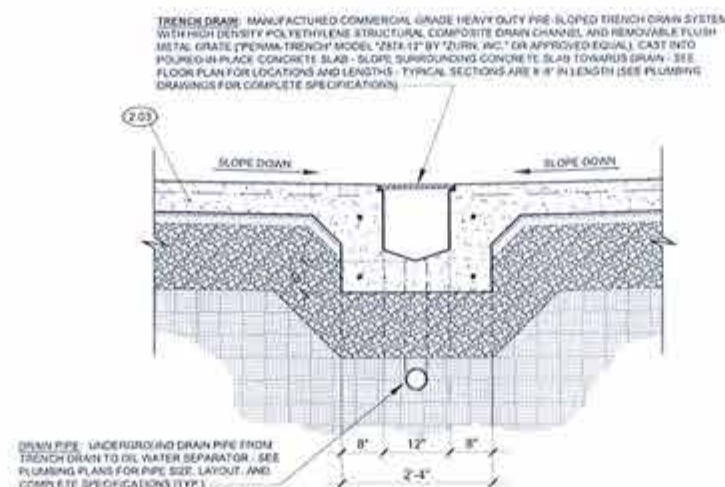 TRENCH DRAIN: MANUFACTURED COMMERCIAL GRADE HEAVY DUTY PRE-SLOPED TRENCH DRAIN SYSTEM
WITH HIGH DENSITY POLYETHYLENE STRUCTURAL COMPOSITE DRAIN CHANNEL AND REMOVABLE FLUSH
METAL GRATE ("PERMA-TRENCH" MODEL "Z874-12" BY "ZURN, INC." OR APPROVED EQUAL), CAST INTO
POURED-IN-PLACE CONCRETE SLAB - SLOPE SURROUNDING CONCRETE SLAB TOWARDS DRAIN - SEE
FLOOR PLAN FOR LOCATIONS AND LENGTHS - TYPICAL SECTIONS ARE IN LENGTH (SEE PLUMBING
DRAWINGS FOR COMPLETE SPECIFICATIONS)
2.03
SLOPE DOWN
SLOPE DOWN
DRAIN PIPE: UNDERGROUND DRAIN PIPE FROM
TRENCH DRAIN TO OIL WATER SEPARATOR - SEE
PLUMBING PLANS FOR PIPE SIZE, LAYOUT, AND
COMPLETE SPECIFICATIONS (TYP.)
8" 12" 8"
2'-4"